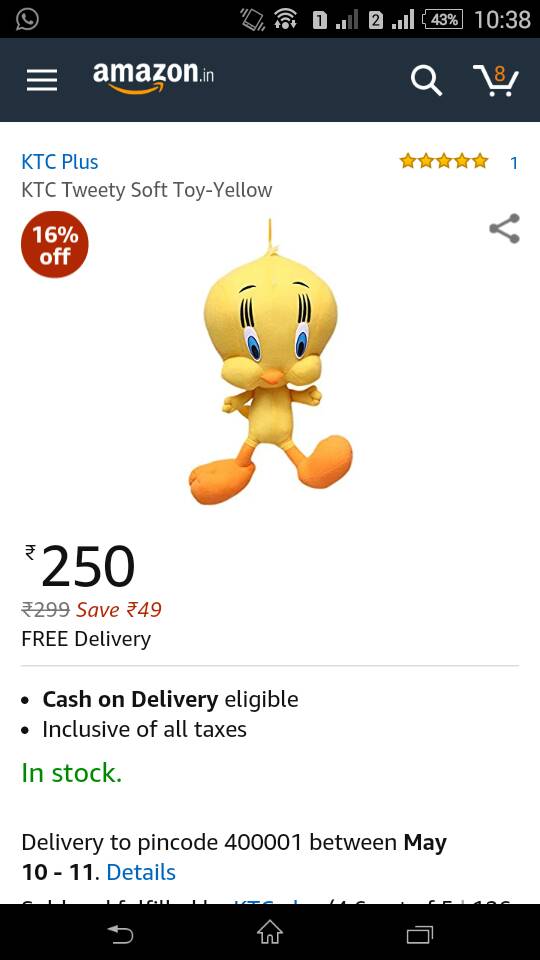 1 2 43% 10:38
amazon.in 8
KTC Plus 1
KTC Tweety Soft Toy-Yellow
16%
off
₹250
₹299 Save ₹49
FREE Delivery
• Cash on Delivery eligible
• Inclusive of all taxes
In stock.
Delivery to pincode 400001 between May
10 - 11. Details